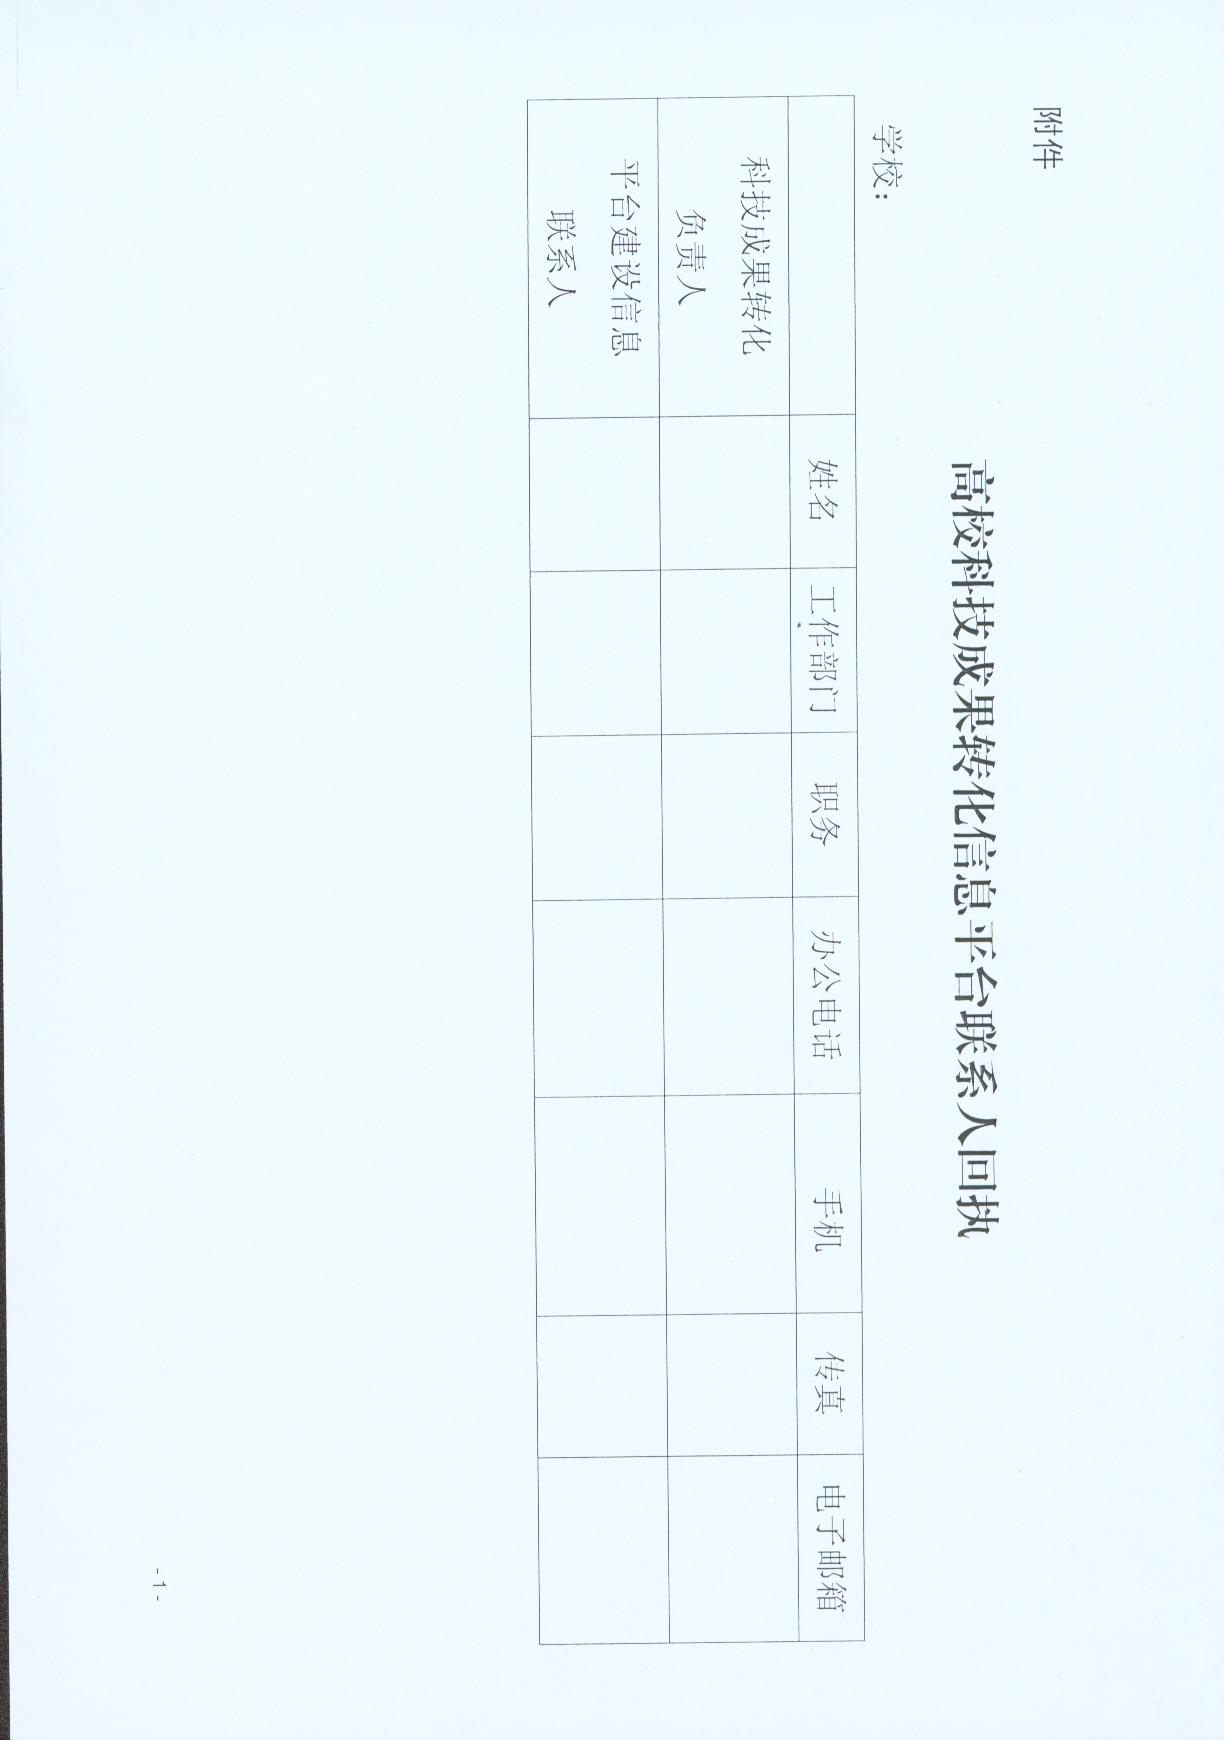 附件
高校科技成果转化信息平台联系人回执
学校：
姓名 工作部门 职务 办公电话 手机 传真 电子邮箱
科技成果转化
负责人
平台建设信息
联系人
- 1 -